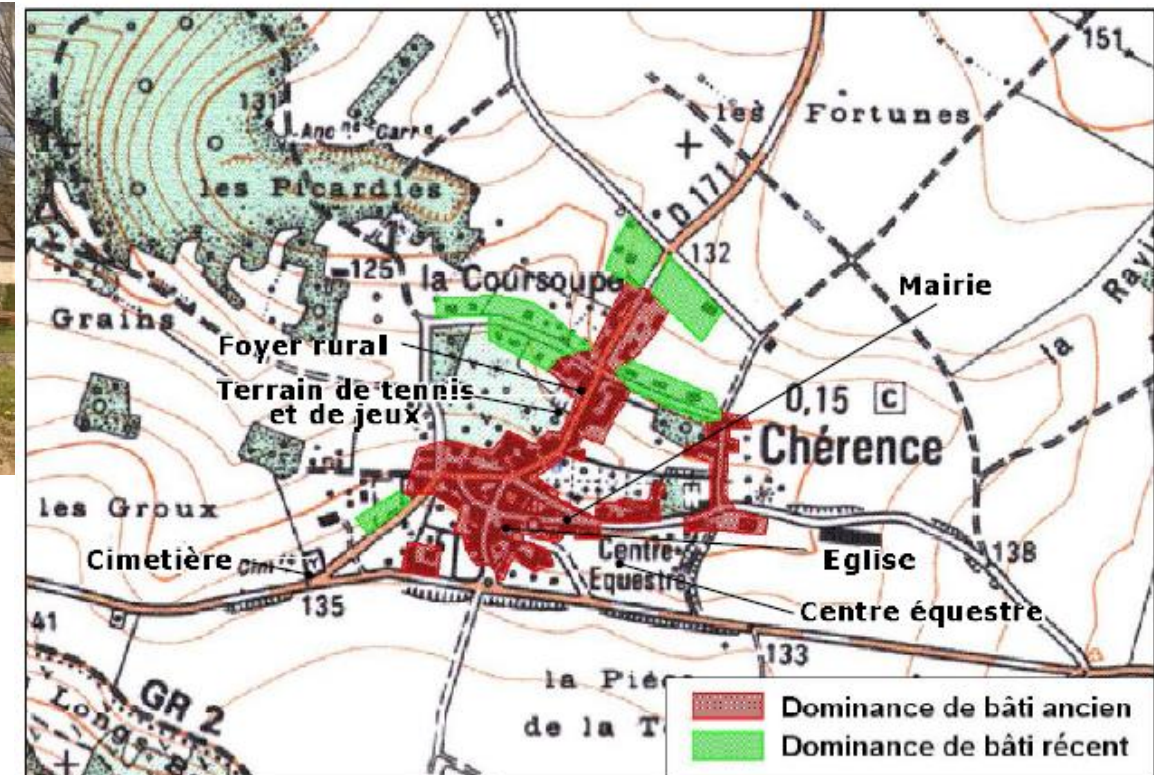 151
les Fortunes
131
les Picardies
D 171
132
125
la Coursoupe
Mairie
la Ravi
Grains
Foyer rural
Terrain de tennis
et de jeux
0,15 C
Chérence
les Groux
Cimetière
Cim
Centre
Equestre
Eglise
138
135
Centre équestre
41
133
GR 2
la Pièce
de la T
Dominance de bâti ancien
Dominance de bâti récent